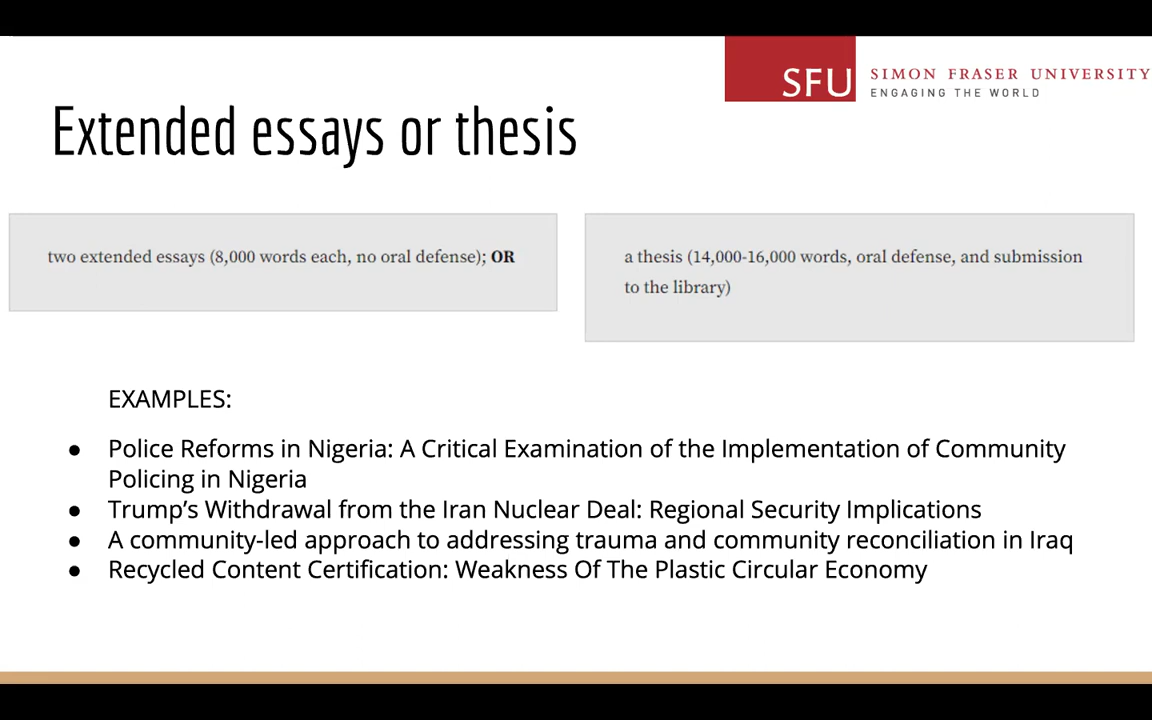 SFU SIMON FRASER UNIVERSITY
ENGAGING THE WORLD
Extended essays or thesis
two extended essays (8,000 words each, no oral defense); OR
a thesis (14,000-16,000 words, oral defense, and submission
to the library)
EXAMPLES:
● Police Reforms in Nigeria: A Critical Examination of the Implementation of Community
Policing in Nigeria
● Trump’s Withdrawal from the Iran Nuclear Deal: Regional Security Implications
● A community-led approach to addressing trauma and community reconciliation in Iraq
● Recycled Content Certification: Weakness Of The Plastic Circular Economy